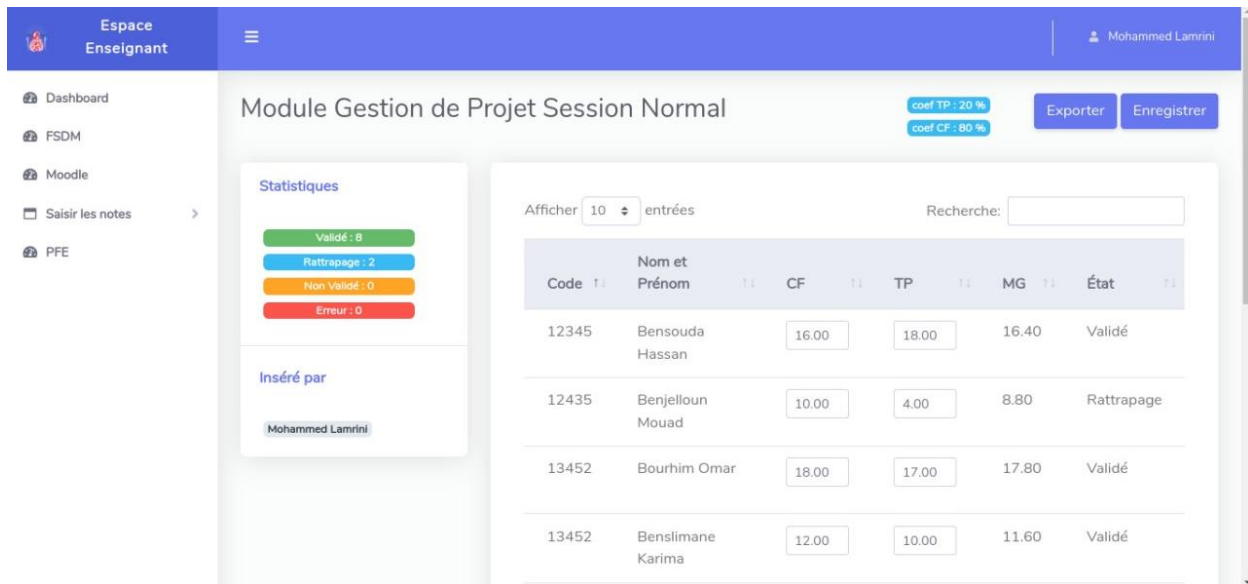 Espace
Enseignant
Mohammed Lamrini
Dashboard
FSDM
Moodle
Saisir les notes
PFE
Module Gestion de Projet Session Normal
coef TP : 20 %
coef CF : 80 %
Exporter
Enregistrer
Statistiques
Validé : 8
Rattrapage : 2
Non Validé : 0
Erreur : 0
Inséré par
Mohammed Lamrini
Afficher 10 entrées
Recherche:
Code Nom et Prénom CF TP MG État
12345 Bensouda Hassan 16.00 18.00 16.40 Validé
12435 Benjelloun Mouad 10.00 4.00 8.80 Rattrapage
13452 Bourhim Omar 18.00 17.00 17.80 Validé
13452 Benslimane Karima 12.00 10.00 11.60 Validé